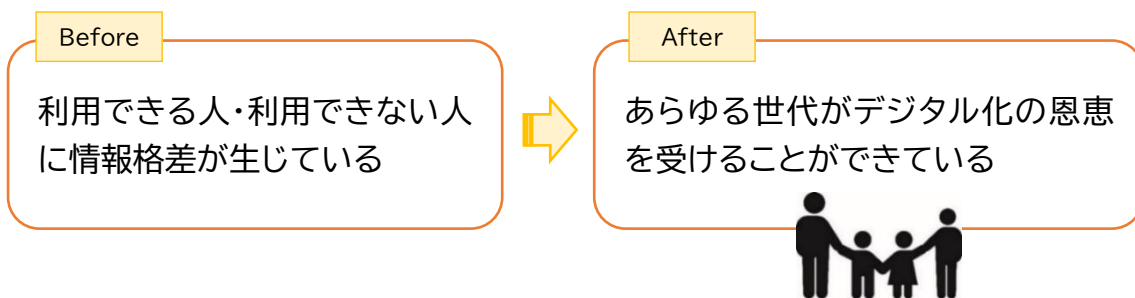 Before
利用できる人・利用できない人
に情報格差が生じている
After
あらゆる世代がデジタル化の恩恵
を受けることができている